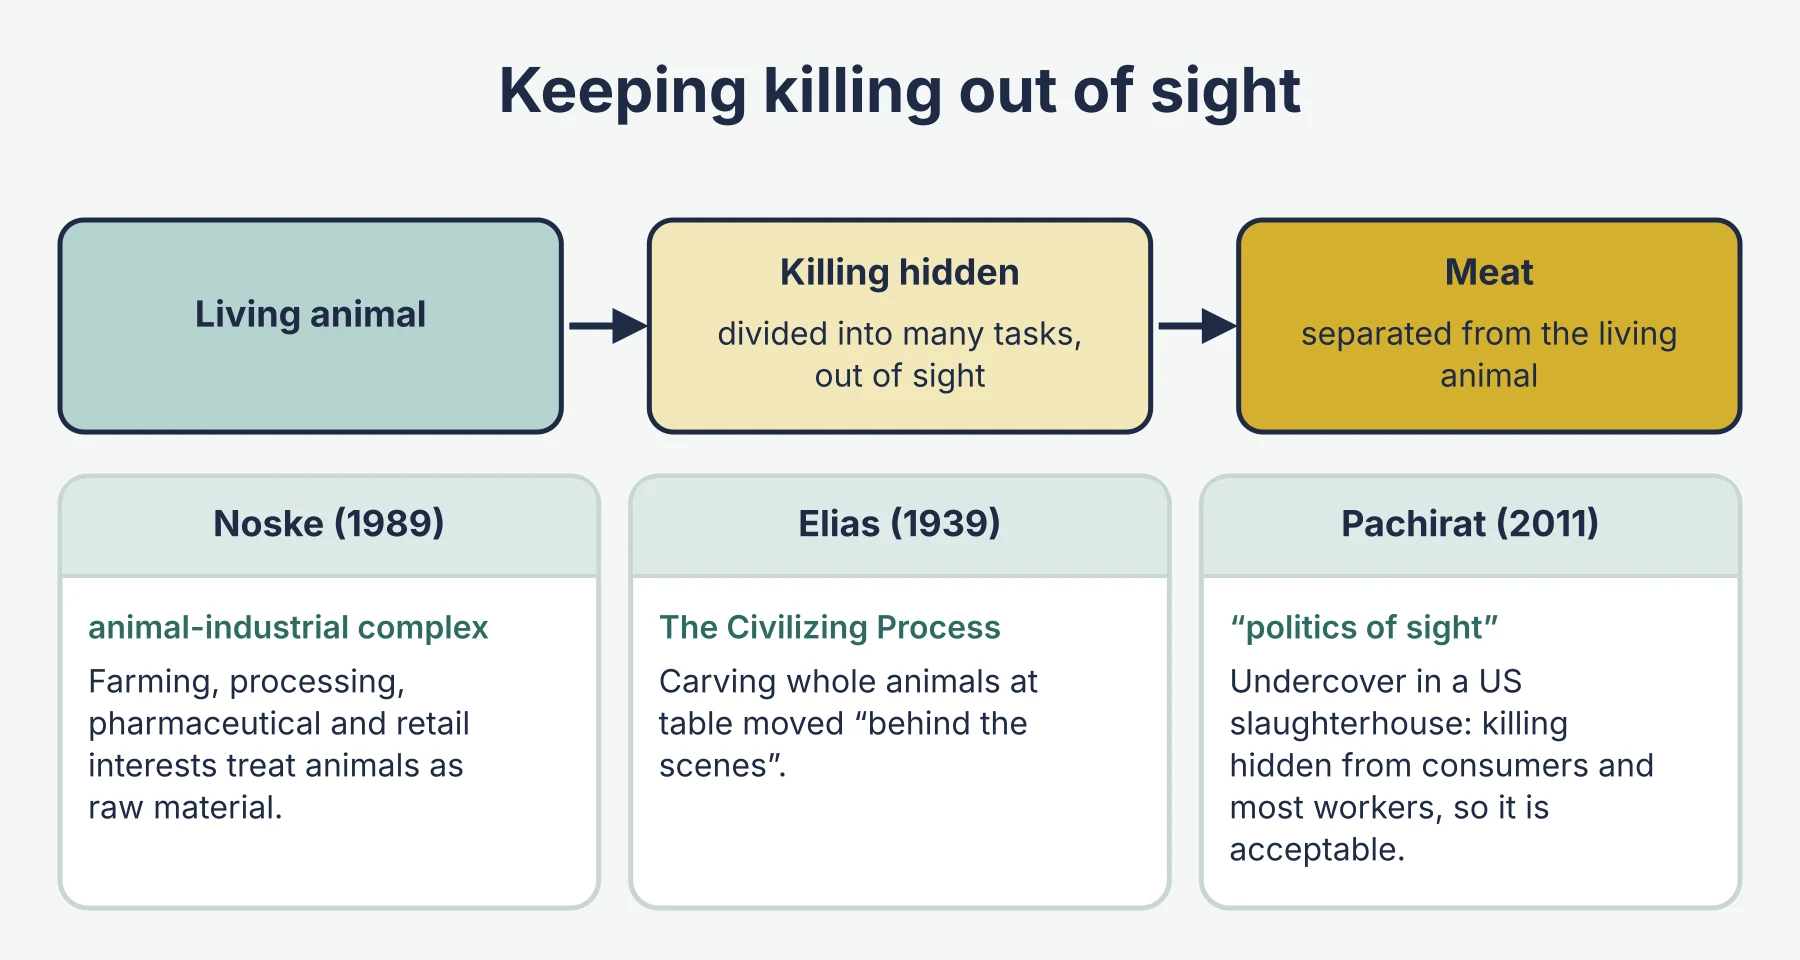 Keeping killing out of sight
Living animal
Killing hidden
divided into many tasks,
out of sight
Meat
separated from the living
animal
Noske (1989)
animal-industrial complex
Farming, processing,
pharmaceutical and retail
interests treat animals as
raw material.
Elias (1939)
The Civilizing Process
Carving whole animals at
table moved “behind the
scenes”.
Pachirat (2011)
“politics of sight”
Undercover in a US
slaughterhouse: killing
hidden from consumers and
most workers, so it is
acceptable.